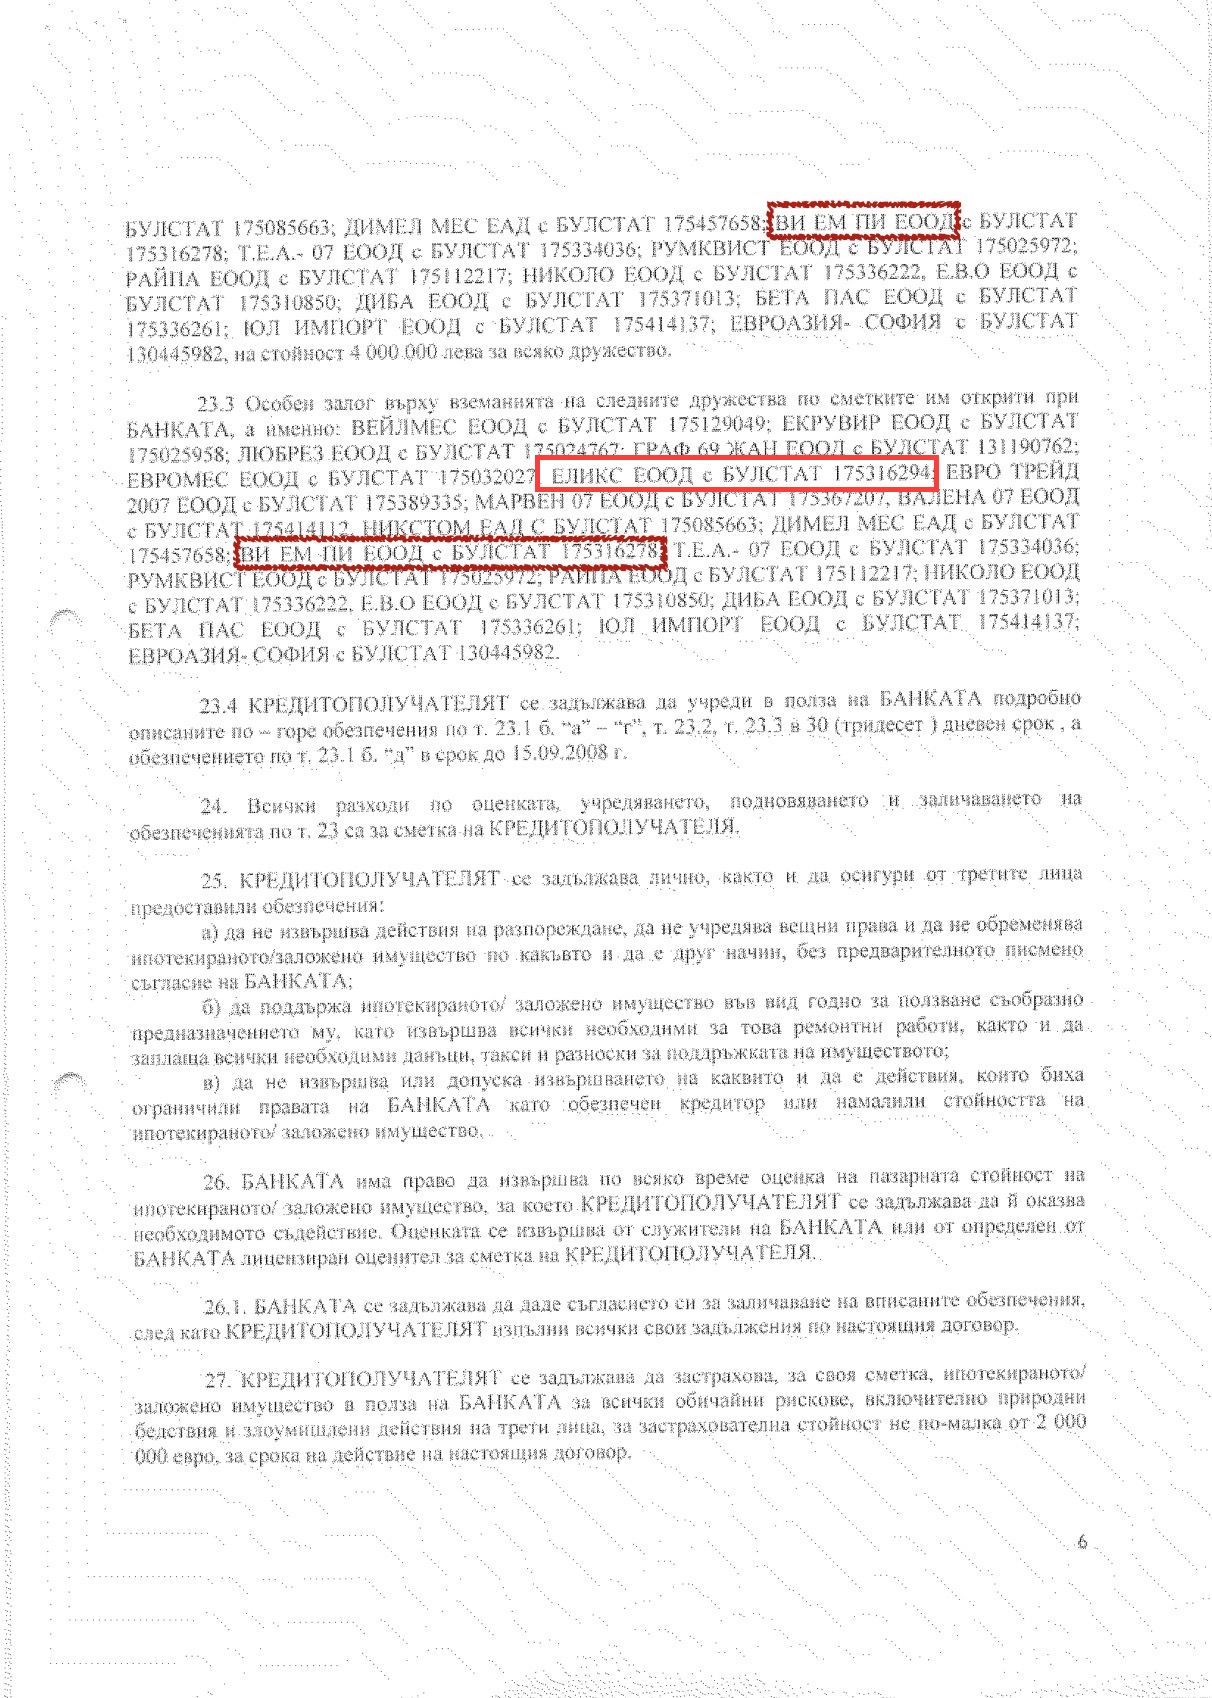 БУЛСТАТ 175085663; ДИМЕЛ МЕС ЕАД с БУЛСТАТ 175457658; ВИ ЕМ ПИ ЕООД с БУЛСТАТ
175316278; Т.Е.А.- 07 ЕООД с БУЛСТАТ 175334036; РУМКВИСТ ЕООД с БУЛСТАТ 175025972;
РАЙПА ЕООД с БУЛСТАТ 175112217; НИКОЛО ЕООД с БУЛСТАТ 175336222, Е.В.О ЕООД с
БУЛСТАТ 175310850; ДИБА ЕООД с БУЛСТАТ 175371013; БЕТА ПАС ЕООД с БУЛСТАТ
175336261; ЮЛ ИМПОРТ ЕООД с БУЛСТАТ 175414137; ЕВРОАЗИЯ- СОФИЯ с БУЛСТАТ
130445982, на стойност 4 000 000 лева за всяко дружество.
23.3 Особен залог върху вземанията на следните дружества по сметките им открити при
БАНКАТА, а именно: ВЕЙЛМЕС ЕООД с БУЛСТАТ 175129049; ЕКРУВИР ЕООД с БУЛСТАТ
175025958; ЛЮБРЕЗ ЕООД с БУЛСТАТ 175024767; ГРАФ 69 ЖАН ЕООД с БУЛСТАТ 131190762;
ЕВРОМЕС ЕООД с БУЛСТАТ 175032027 ЕЛИКС ЕООД с БУЛСТАТ 175316294; ЕВРО ТРЕЙД
2007 ЕООД с БУЛСТАТ 175389335; МАРВЕН 07 ЕООД с БУЛСТАТ 175367207, ВАЛЕНА 07 ЕООД
с БУЛСТАТ 175414112, НИКСТОМ ЕАД С БУЛСТАТ 175085663; ДИМЕЛ МЕС ЕАД с БУЛСТАТ
175457658; ВИ ЕМ ПИ ЕООД с БУЛСТАТ 175316278; Т.Е.А.- 07 ЕООД с БУЛСТАТ 175334036;
РУМКВИСТ ЕООД с БУЛСТАТ 175025972; РАЙПА ЕООД с БУЛСТАТ 175112217; НИКОЛО ЕООД
с БУЛСТАТ 175336222, Е.В.О ЕООД с БУЛСТАТ 175310850; ДИБА ЕООД с БУЛСТАТ 175371013;
БЕТА ПАС ЕООД с БУЛСТАТ 175336261; ЮЛ ИМПОРТ ЕООД с БУЛСТАТ 175414137;
ЕВРОАЗИЯ- СОФИЯ с БУЛСТАТ 130445982.
23.4 КРЕДИТОПОЛУЧАТЕЛЯТ се задължава да учреди в полза на БАНКАТА подробно
описаните по – горе обезпечения по т. 23.1 б. “а” – “г”, т. 23.2, т. 23.3 в 30 (тридесет ) дневен срок , а
обезпечението по т. 23.1 б. “д” в срок до 15.09.2008 г.
24. Всички разходи по оценката, учредяването, подновяването и заличаването на
обезпеченията по т. 23 са за сметка на КРЕДИТОПОЛУЧАТЕЛЯ.
25. КРЕДИТОПОЛУЧАТЕЛЯТ се задължава лично, както и да осигури от третите лица
предоставили обезпечения:
а) да не извършва действия на разпореждане, да не учредява вещни права и да не обременява
ипотекираното/заложено имущество по какъвто и да е друг начин, без предварителното писмено
съгласие на БАНКАТА;
б) да поддържа ипотекираното/ заложено имущество във вид годно за ползване съобразно
предназначението му, като извършва всички необходими за това ремонтни работи, както и да
заплаща всички необходими данъци, такси и разноски за поддръжката на имуществото;
в) да не извършва или допуска извършването на каквито и да е действия, които биха
ограничили правата на БАНКАТА като обезпечен кредитор или намалили стойността на
ипотекираното/ заложено имущество.
26. БАНКАТА има право да извършва по всяко време оценка на пазарната стойност на
ипотекираното/ заложено имущество, за което КРЕДИТОПОЛУЧАТЕЛЯТ се задължава да й оказва
необходимото съдействие. Оценката се извършва от служители на БАНКАТА или от определен от
БАНКАТА лицензиран оценител за сметка на КРЕДИТОПОЛУЧАТЕЛЯ.
26.1. БАНКАТА се задължава да даде съгласието си за заличаване на вписаните обезпечения,
след като КРЕДИТОПОЛУЧАТЕЛЯТ изпълни всички свои задължения по настоящия договор.
27. КРЕДИТОПОЛУЧАТЕЛЯТ се задължава да застрахова, за своя сметка, ипотекираното/
заложено имущество в полза на БАНКАТА за всички обичайни рискове, включително природни
бедствия и злоумишлени действия на трети лица, за застрахователна стойност не по-малка от 2 000
000 евро, за срока на действие на настоящия договор.
6